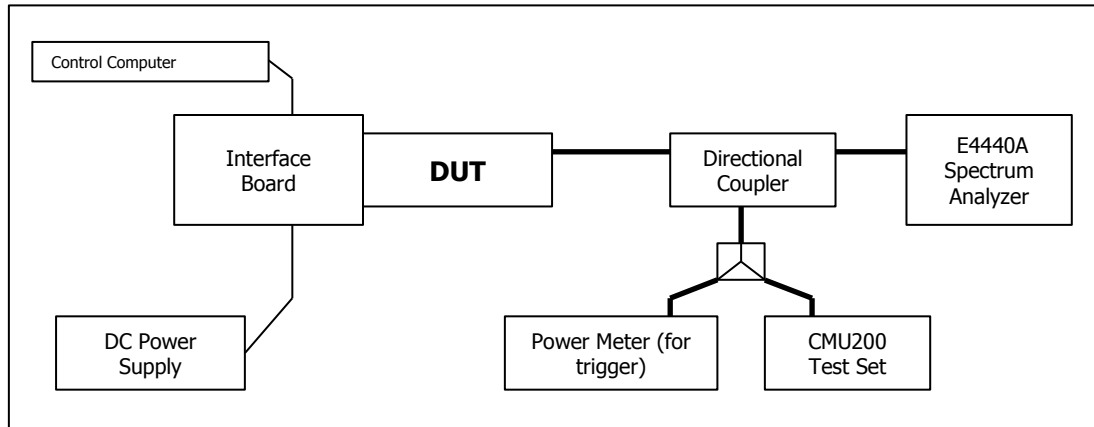 Control Computer
Interface
Board
DUT
Directional
Coupler
E4440A
Spectrum
Analyzer
DC Power
Supply
Power Meter (for
trigger)
CMU200
Test Set